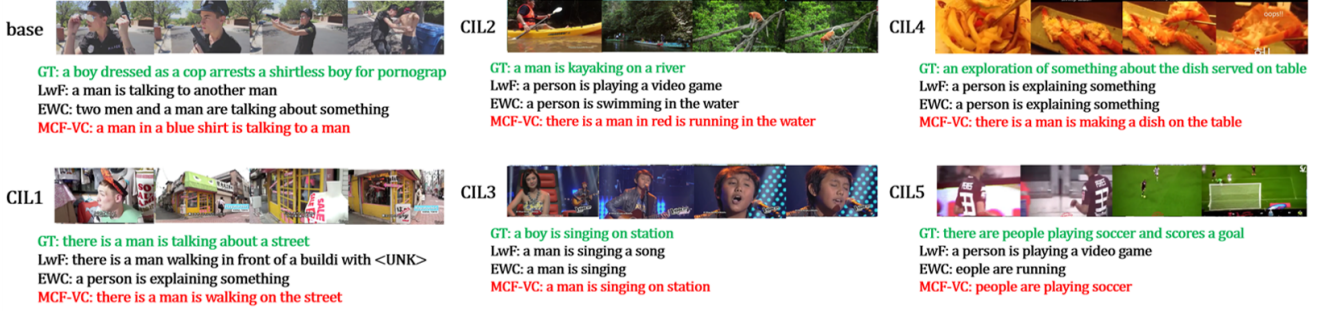 base
GT: a boy dressed as a cop arrests a shirtless boy for pornograp
LwF: a man is talking to another man
EWC: two men and a man are talking about something
MCF-VC: a man in a blue shirt is talking to a man
CIL2
GT: a man is kayaking on a river
LwF: a person is playing a video game
EWC: a person is swimming in the water
MCF-VC: there is a man in red is running in the water
CIL4
oops!!
GT: an exploration of something about the dish served on table
LwF: a person is explaining something
EWC: a person is explaining something
MCF-VC: there is a man is making a dish on the table
CIL1
SALE
GT: there is a man is talking about a street
LwF: there is a man walking in front of a buildi with <UNK>
EWC: a person is explaining something
MCF-VC: there is a man is walking on the street
CIL3
GT: a boy is singing on station
LwF: a man is singing a song
EWC: a man is singing
MCF-VC: a man is singing on station
CIL5
33
GT: there are people playing soccer and scores a goal
LwF: a person is playing a video game
EWC: eople are running
MCF-VC: people are playing soccer